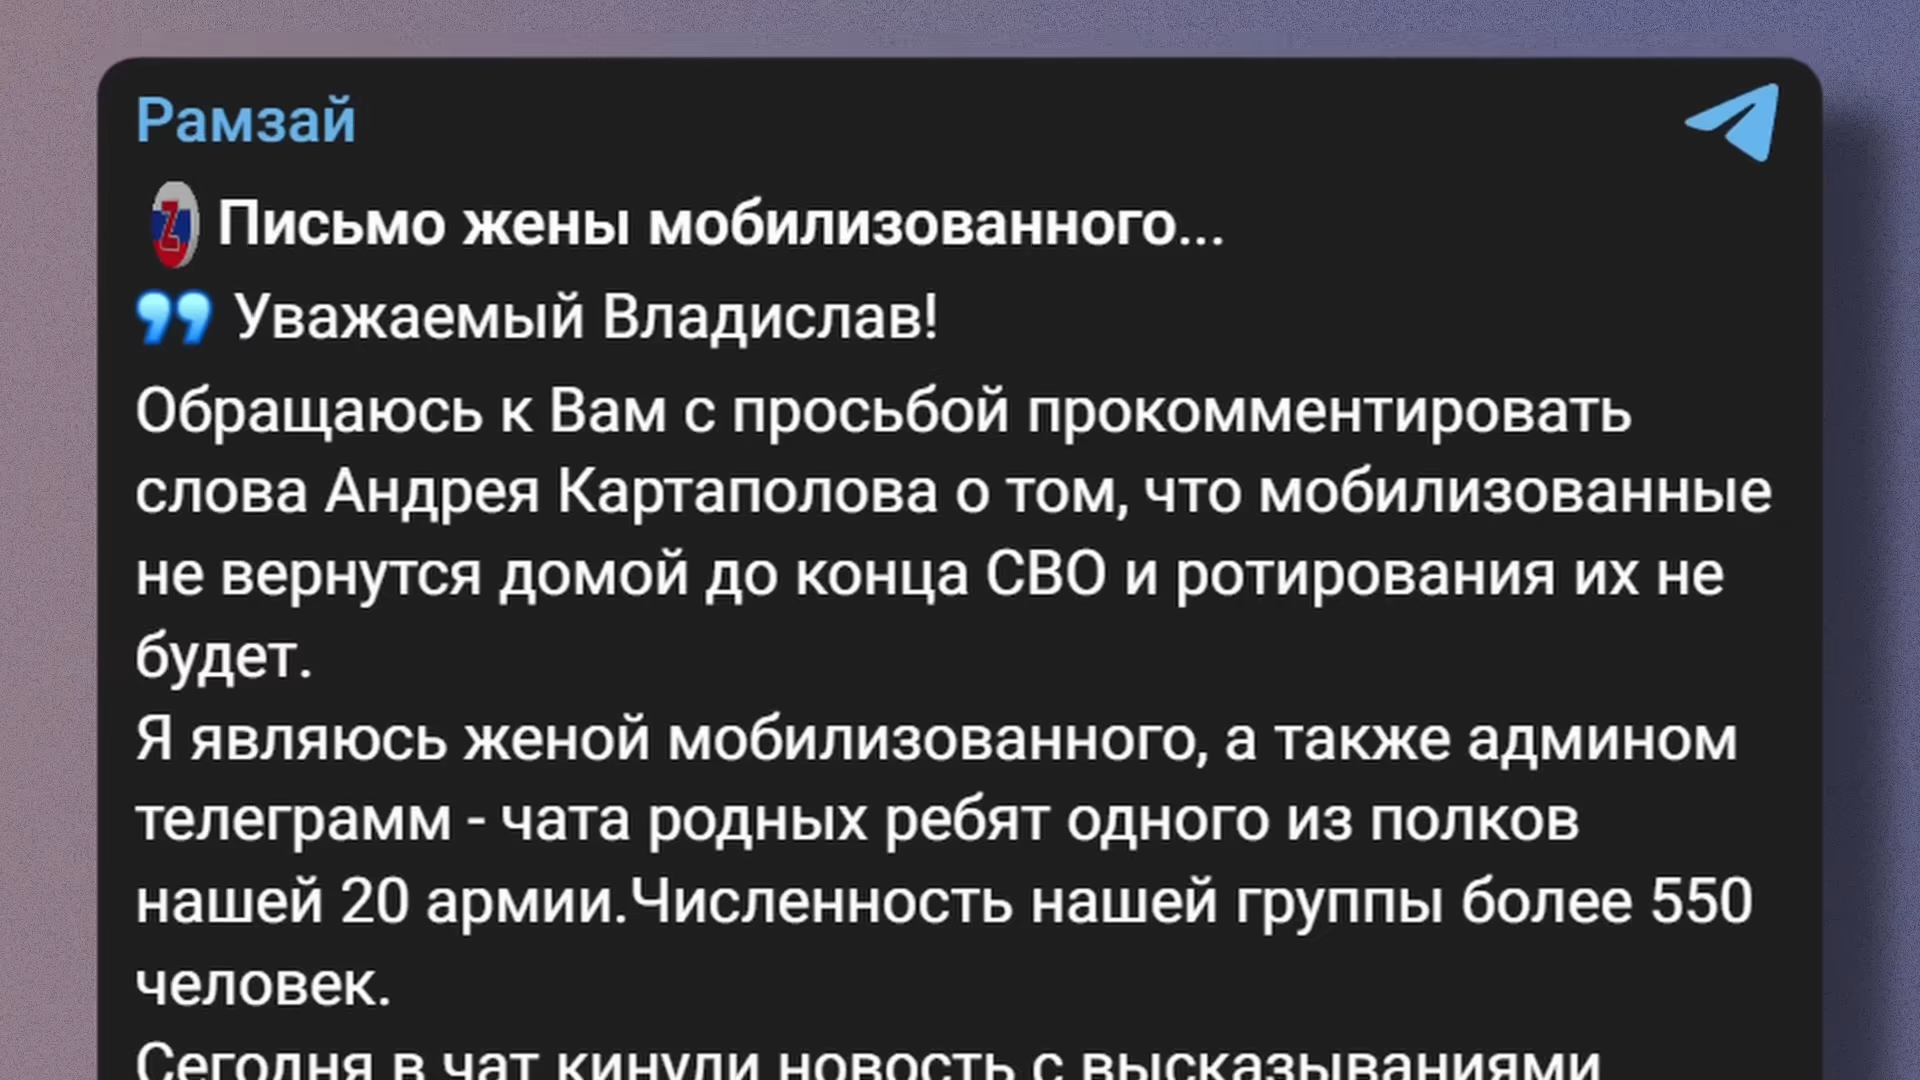 Рамзай
Письмо жены мобилизованного...
Уважаемый Владислав!
Обращаюсь к Вам с просьбой прокомментировать
слова Андрея Картаполова о том, что мобилизованные
не вернутся домой до конца СВО и ротирования их не
будет.
Я являюсь женой мобилизованного, а также админом
телеграмм - чата родных ребят одного из полков
нашей 20 армии.Численность нашей группы более 550
человек.
Сегодня в чат кинули новость с высказываниями